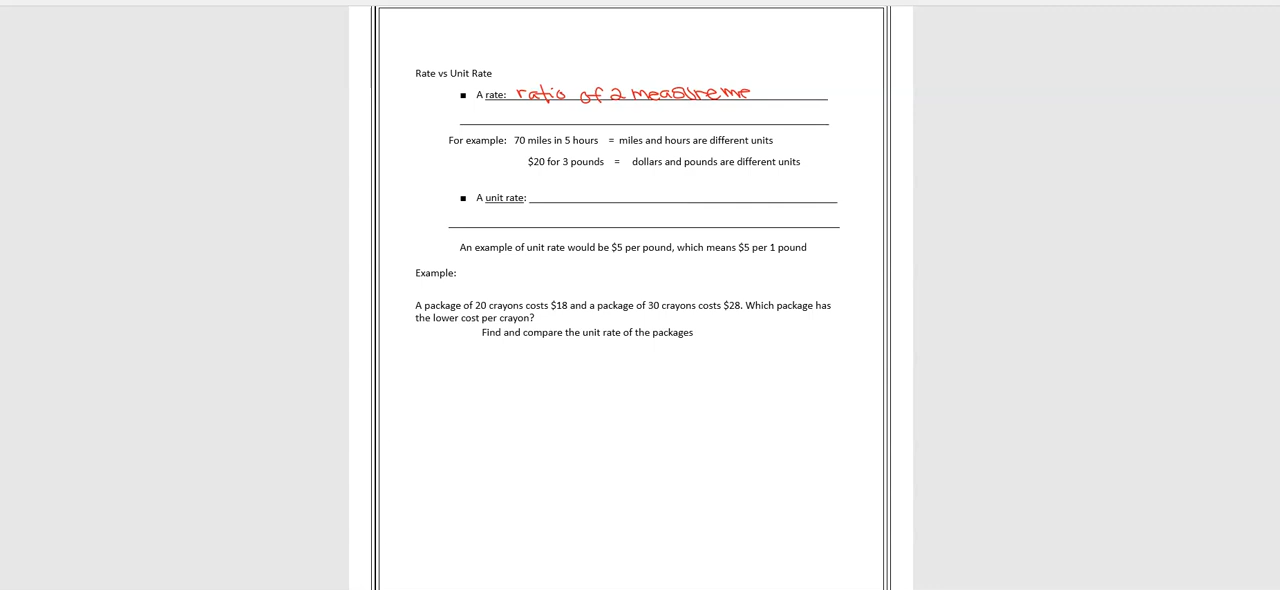 Rate vs Unit Rate
▪ A rate: ratio of 2 measureme
For example: 70 miles in 5 hours = miles and hours are different units
$20 for 3 pounds = dollars and pounds are different units
▪ A unit rate:
An example of unit rate would be $5 per pound, which means $5 per 1 pound
Example:
A package of 20 crayons costs $18 and a package of 30 crayons costs $28. Which package has
the lower cost per crayon?
Find and compare the unit rate of the packages